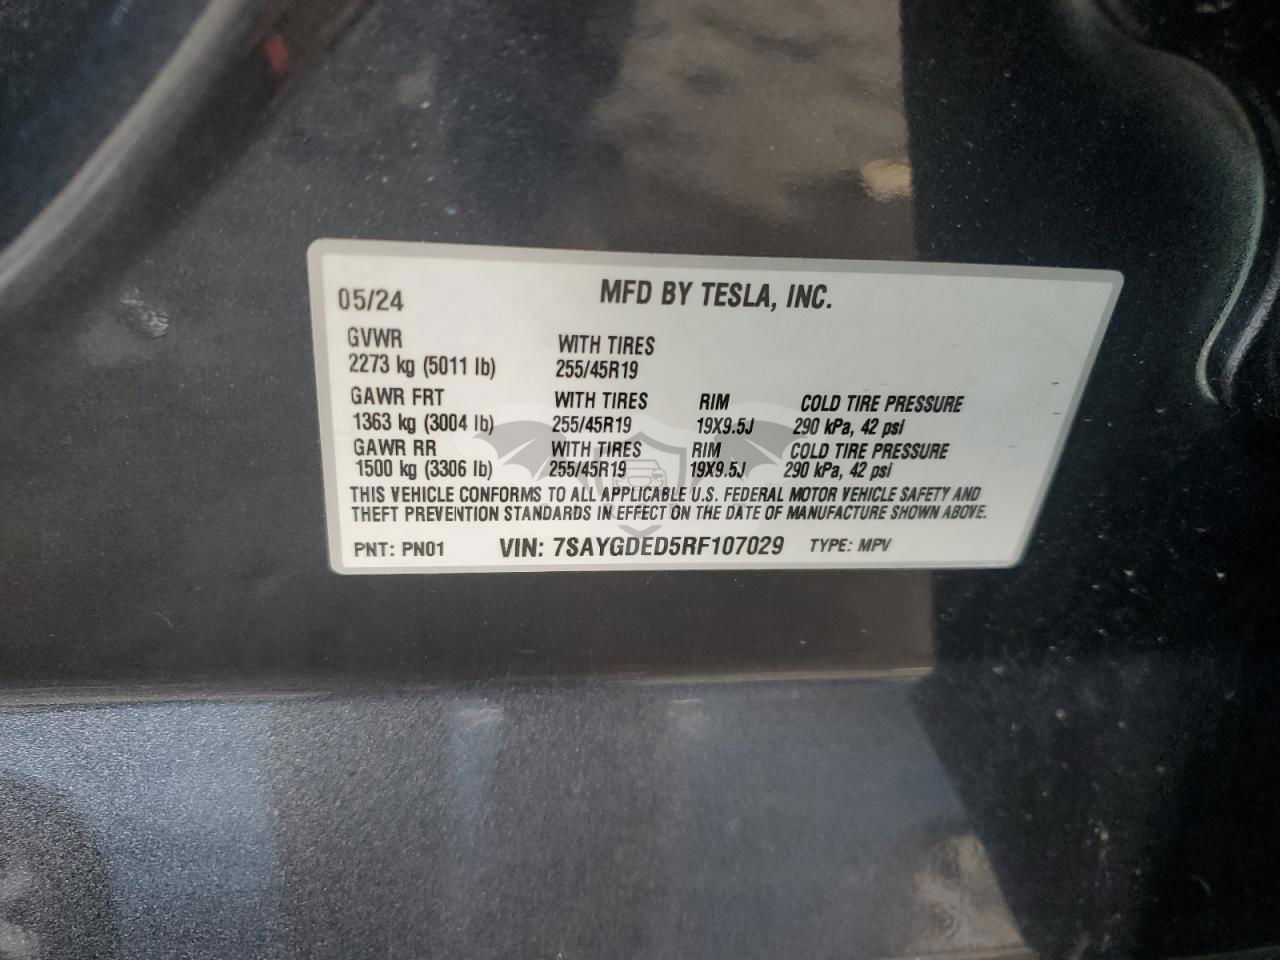 05/24 MFD BY TESLA, INC.
GVWR WITH TIRES
2273 kg (5011 lb) 255/45R19
GAWR FRT WITH TIRES RIM COLD TIRE PRESSURE
1363 kg (3004 lb) 255/45R19 19X9.5J 290 kPa, 42 psi
GAWR RR WITH TIRES RIM COLD TIRE PRESSURE
1500 kg (3306 lb) 255/45R19 19X9.5J 290 kPa, 42 psi
THIS VEHICLE CONFORMS TO ALL APPLICABLE U.S. FEDERAL MOTOR VEHICLE SAFETY AND
THEFT PREVENTION STANDARDS IN EFFECT ON THE DATE OF MANUFACTURE SHOWN ABOVE.
PNT: PN01 VIN: 7SAYGDED5RF107029 TYPE: MPV